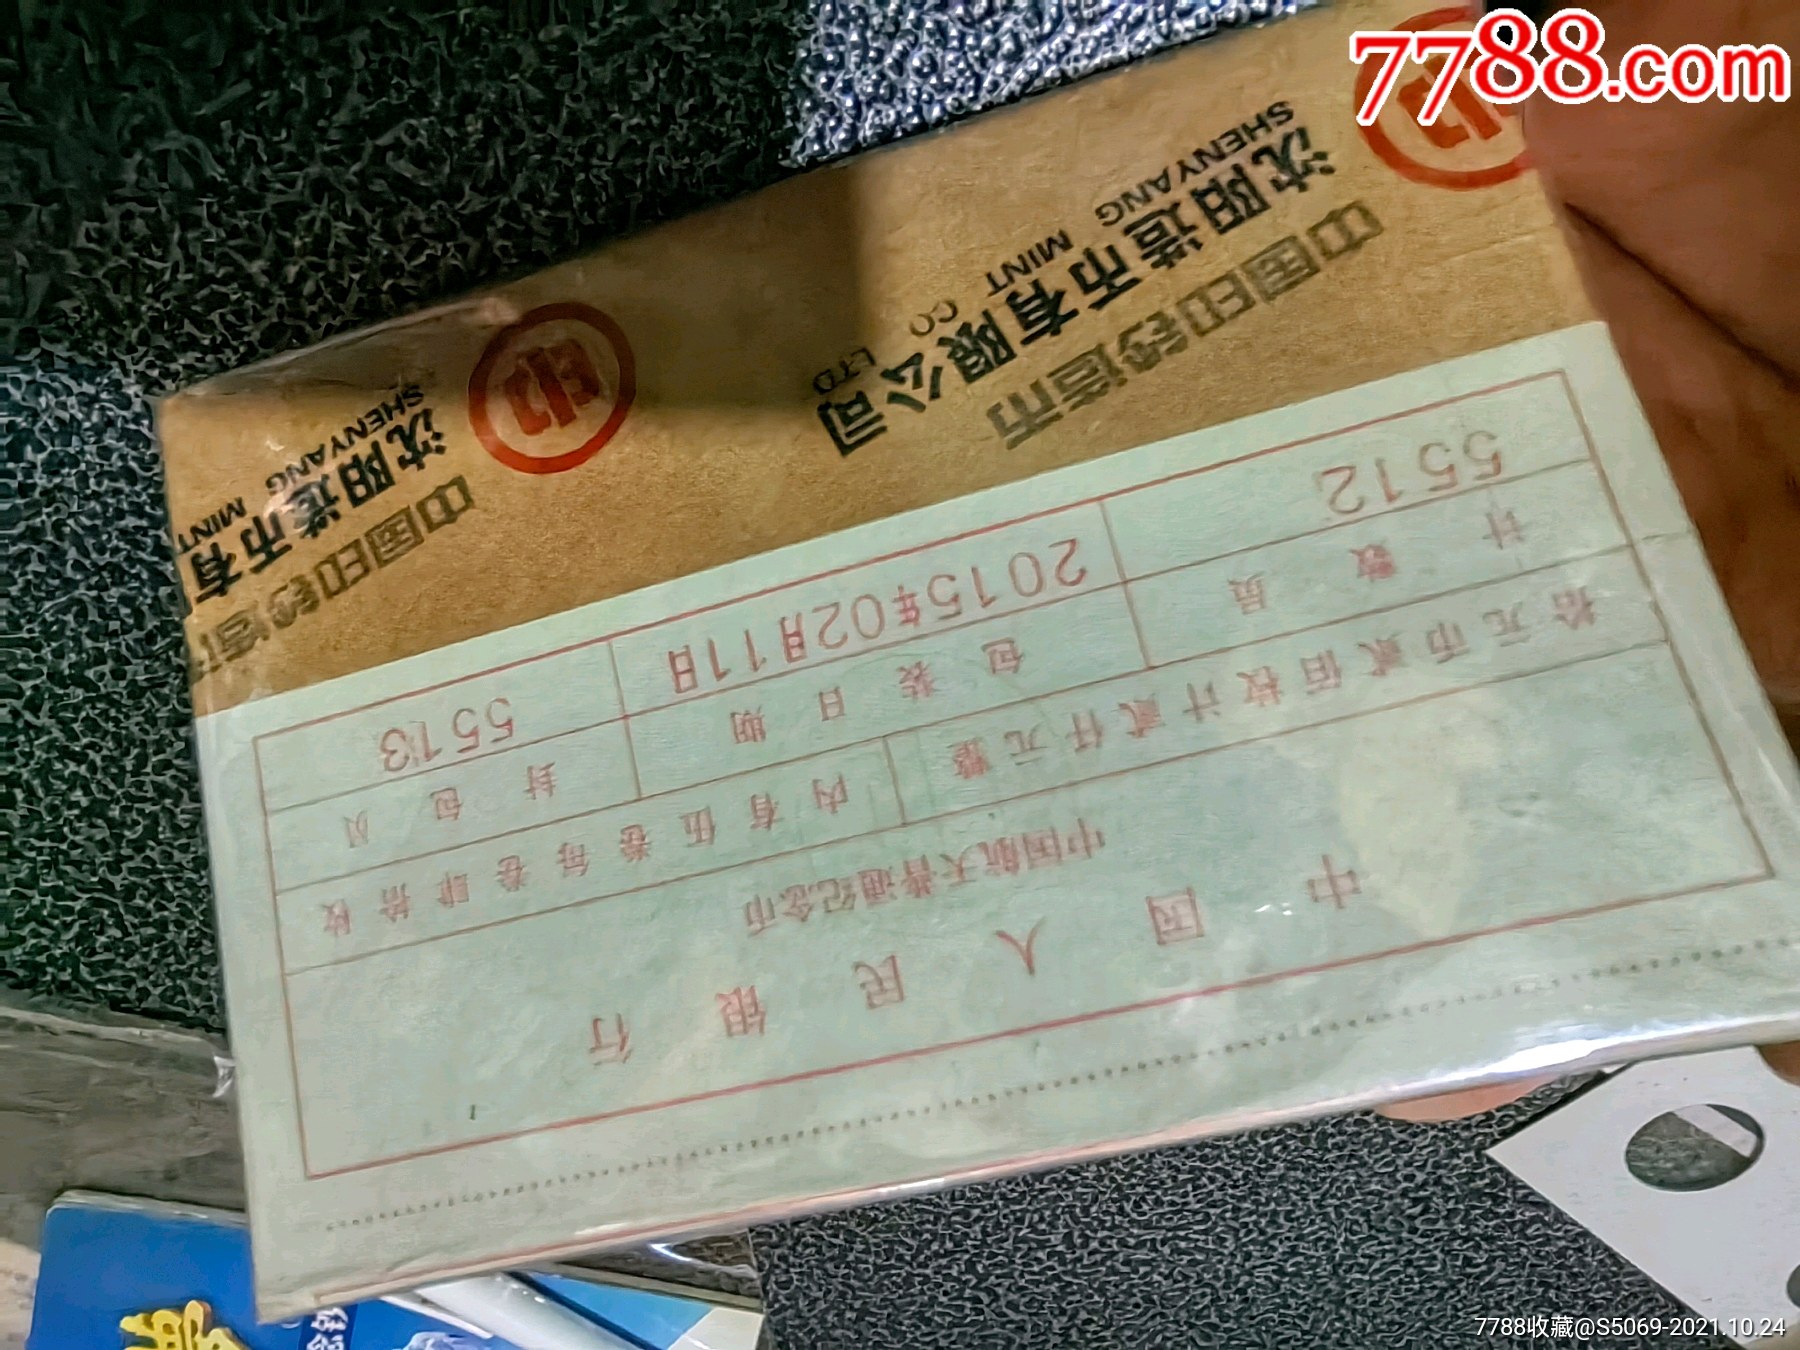 7788.com
中国人民银行
中国航天普通纪念币
内有伍卷每卷肆拾枚
拾元币贰佰枚计贰仟元整
封包员
包装日期
计数员
5513
2015年02月11日
5512
中国印钞造币
沈阳造币有限公司
SHENYANG MINT CO LTD
印
中国印钞造币
沈阳造币有
SHENYANG MINT
印
7788收藏@S5069-2021.10.24